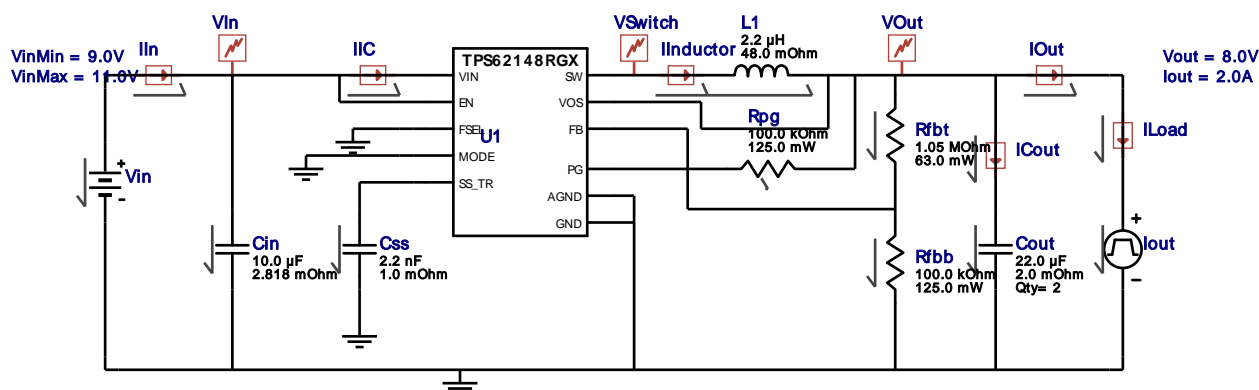 VinMin = 9.0V
VinMax = 11.0V
IIn
VIn
IIC
TPS62148RGX
VIN
EN
FSEL
MODE
SS_TR
U1
SW
VOS
FB
PG
AGND
GND
VSwitch
IInductor
L1
2.2 µH
48.0 mOhm
VOut
IOut
Vout = 8.0V
Iout = 2.0A
Rpg
100.0 kOhm
125.0 mW
Rfbt
1.05 MOhm
63.0 mW
ICout
ILoad
Vin
+
-
Cin
10.0 µF
2.818 mOhm
Css
2.2 nF
1.0 mOhm
Rfbb
100.0 kOhm
125.0 mW
Cout
22.0 µF
2.0 mOhm
Qty= 2
+
Iout
-